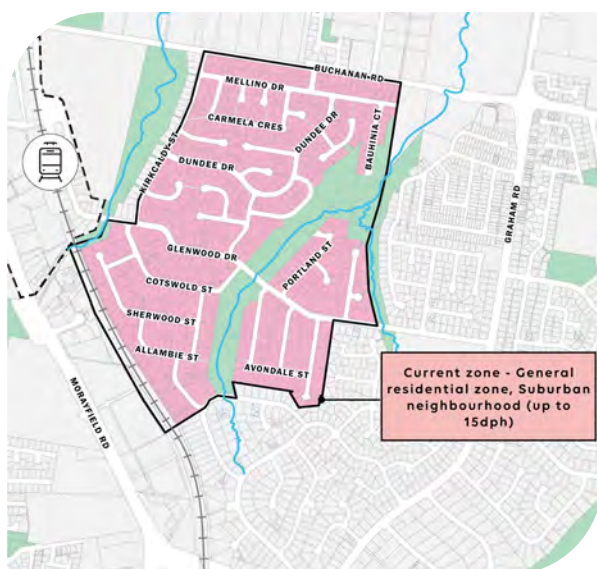 BUCHANAN RD
MELLINO DR
CARMELA CRES
DUNDEE DR
BAUHINIA CT
KIRKCALDY ST
DUNDEE DR
GRAHAM RD
GLENWOOD DR
PORTLAND ST
COTSWOLD ST
SHERWOOD ST
ALLAMBIE ST
AVONDALE ST
MORAYFIELD RD
Current zone - General
residential zone, Suburban
neighbourhood (up to
15dph)